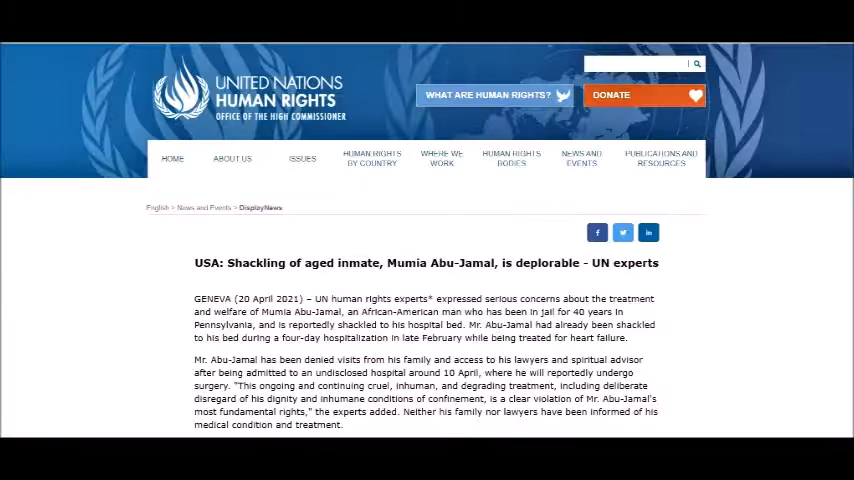 UNITED NATIONS
HUMAN RIGHTS
OFFICE OF THE HIGH COMMISSIONER
WHAT ARE HUMAN RIGHTS?
DONATE
HOME
ABOUT US
ISSUES
HUMAN RIGHTS
BY COUNTRY
WHERE WE
WORK
HUMAN RIGHTS
BODIES
NEWS AND
EVENTS
PUBLICATIONS AND
RESOURCES
English > News and Events > DisplayNews
f
in
USA: Shackling of aged inmate, Mumia Abu-Jamal, is deplorable - UN experts
GENEVA (20 April 2021) – UN human rights experts* expressed serious concerns about the treatment
and welfare of Mumia Abu-Jamal, an African-American man who has been in jail for 40 years in
Pennsylvania, and is reportedly shackled to his hospital bed. Mr. Abu-Jamal had already been shackled
to his bed during a four-day hospitalization in late February while being treated for heart failure.
Mr. Abu-Jamal has been denied visits from his family and access to his lawyers and spiritual advisor
after being admitted to an undisclosed hospital around 10 April, where he will reportedly undergo
surgery. "This ongoing and continuing cruel, inhuman, and degrading treatment, including deliberate
disregard of his dignity and inhumane conditions of confinement, is a clear violation of Mr. Abu-Jamal's
most fundamental rights," the experts added. Neither his family nor lawyers have been informed of his
medical condition and treatment.